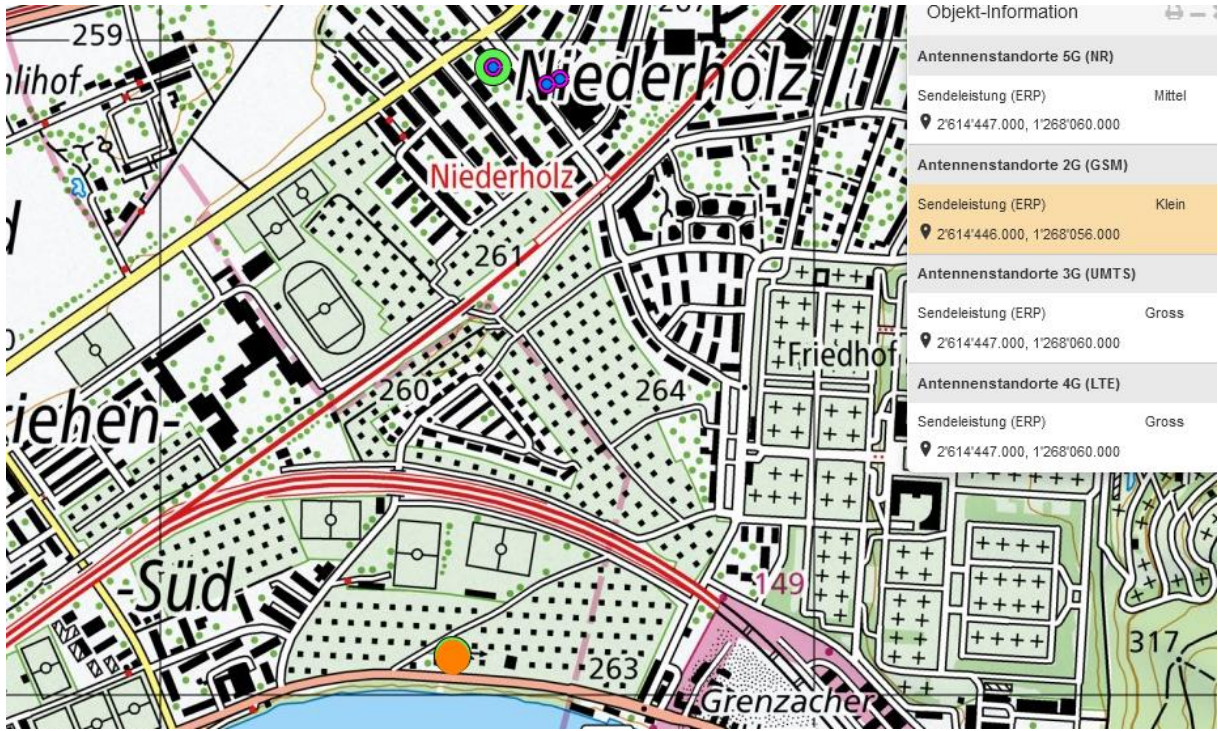 267
Objekt-Information
259
hlihof
Niederholz
Antennenstandorte 5G (NR)
Sendeleistung (ERP) Mittel
2'614'447.000, 1'268'060.000
Niederholz
Antennenstandorte 2G (GSM)
Sendeleistung (ERP) Klein
2'614'446.000, 1'268'056.000
d
261
Antennenstandorte 3G (UMTS)
Sendeleistung (ERP) Gross
2'614'447.000, 1'268'060.000
Friedhof
260
264
Antennenstandorte 4G (LTE)
Sendeleistung (ERP) Gross
2'614'447.000, 1'268'060.000
iehen-
-Süd
149
263
317
Grenzacher